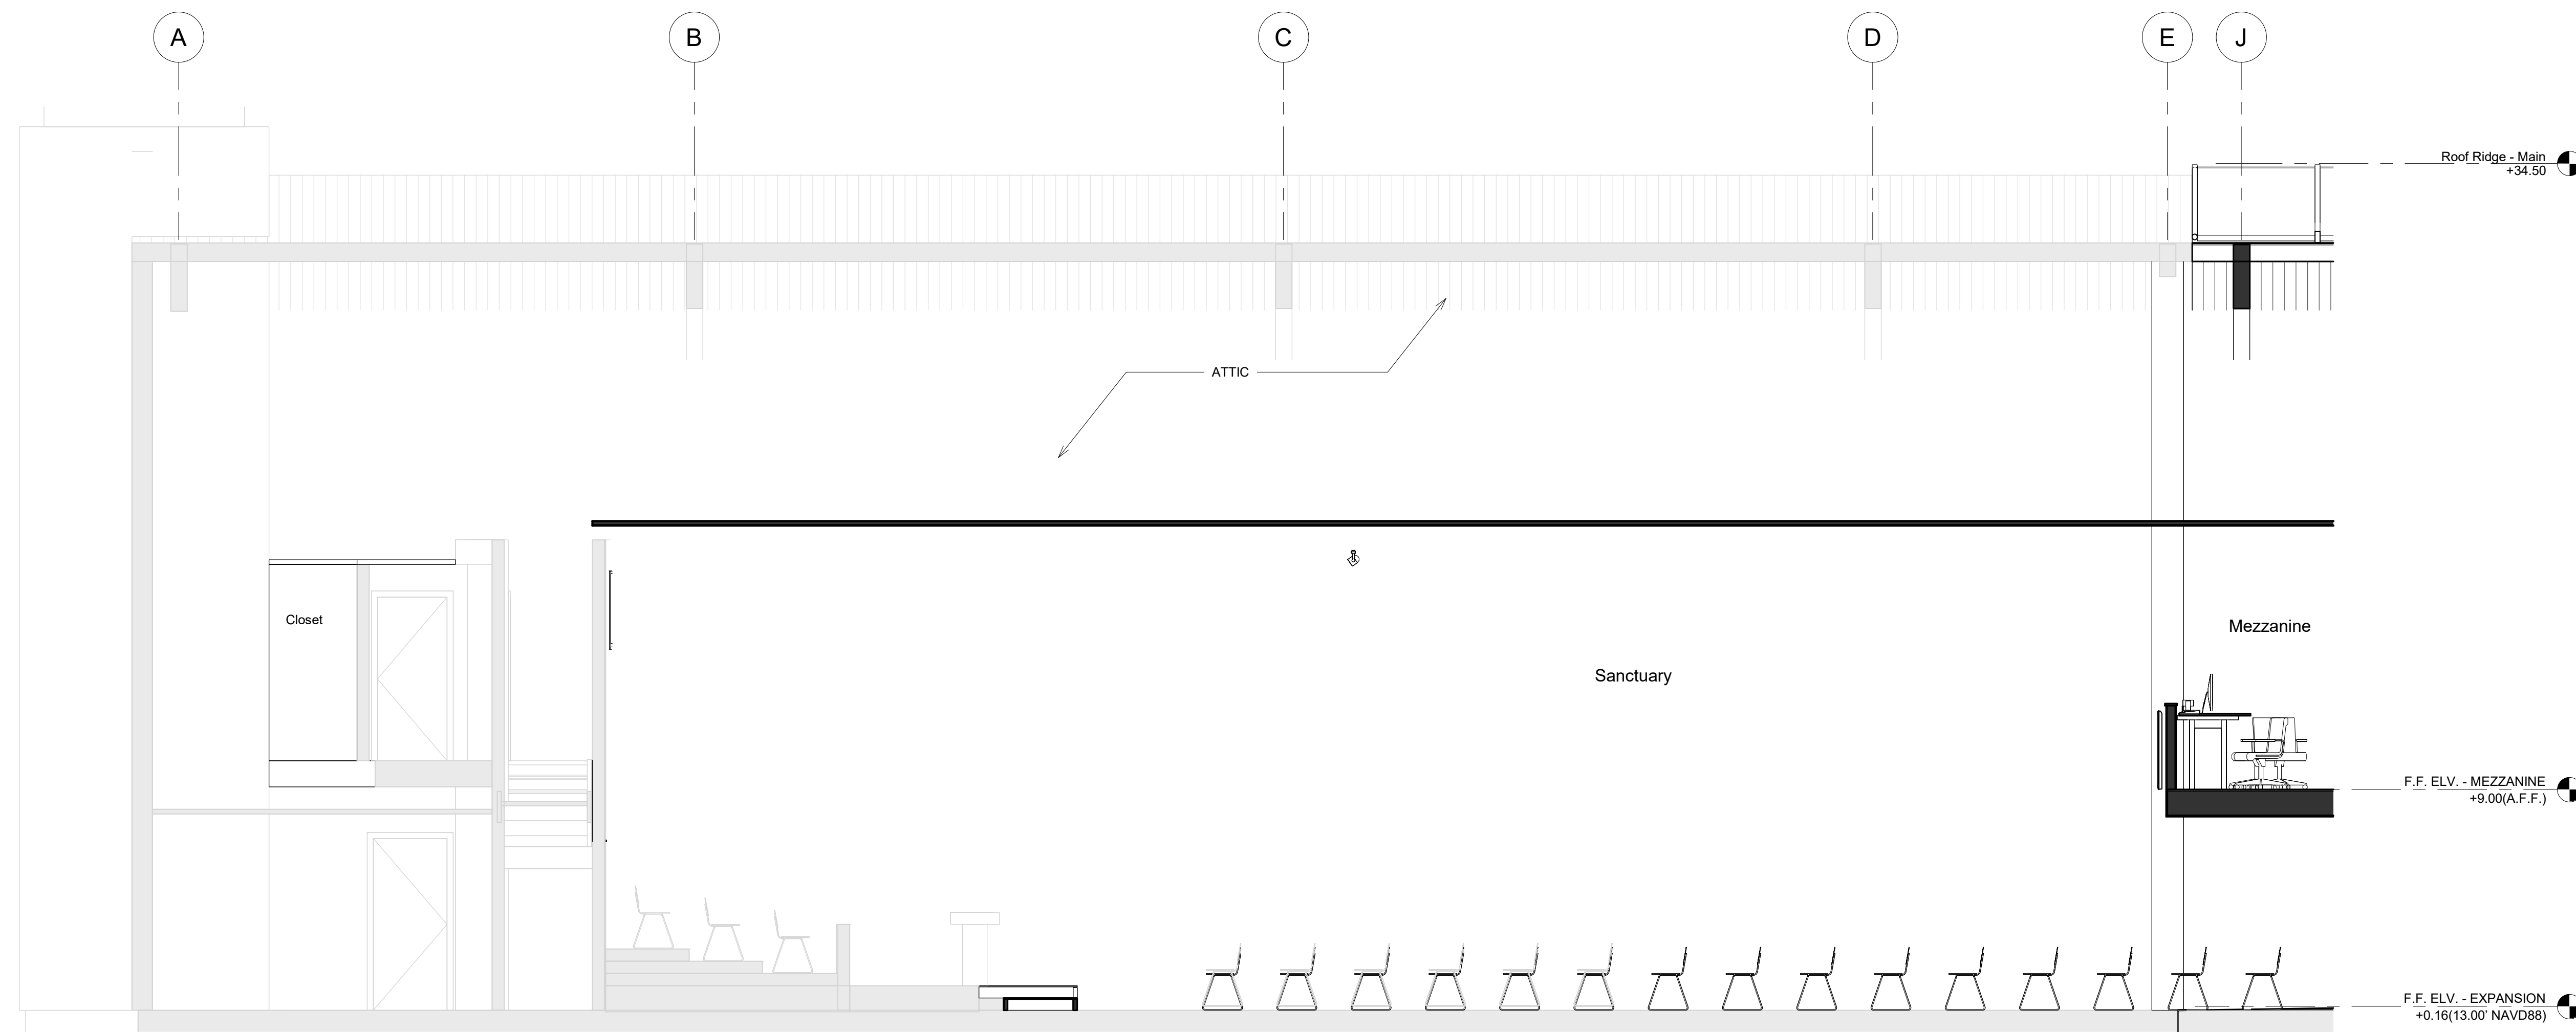 A
B
C
D
E
J
Roof Ridge - Main
+34.50
ATTIC
Closet
Mezzanine
Sanctuary
F.F. ELV. - MEZZANINE
+9.00(A.F.F.)
F.F. ELV. - EXPANSION
+0.16(13.00' NAVD88)